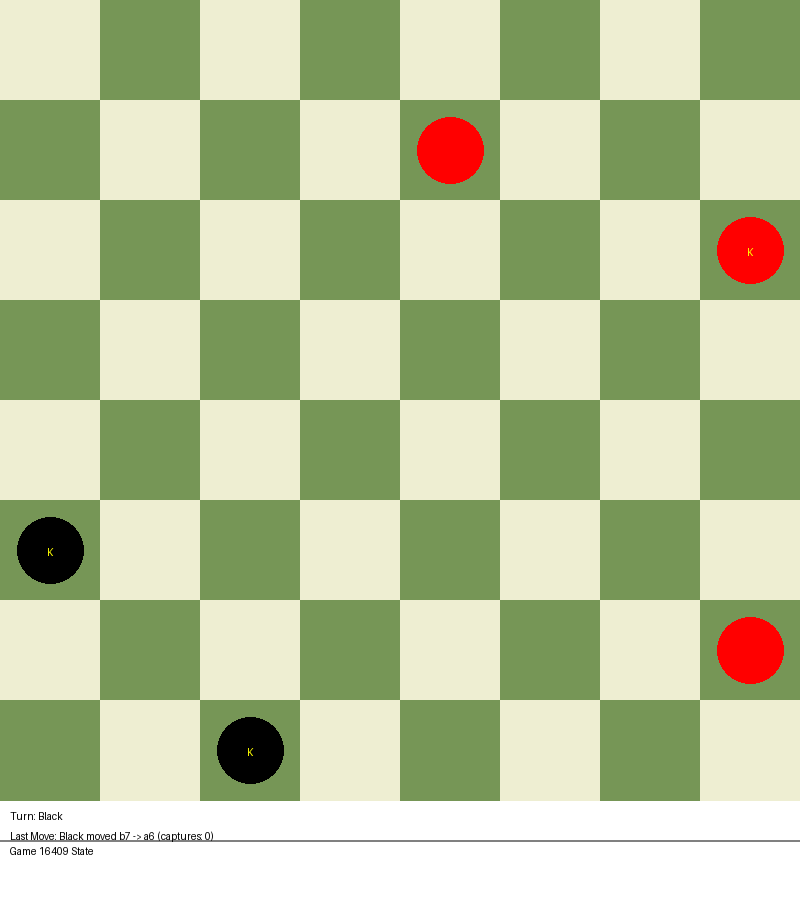 K
K
K
Turn: Black
Last Move: Black moved b7 -> a6 (captures: 0)
Game 16409 State